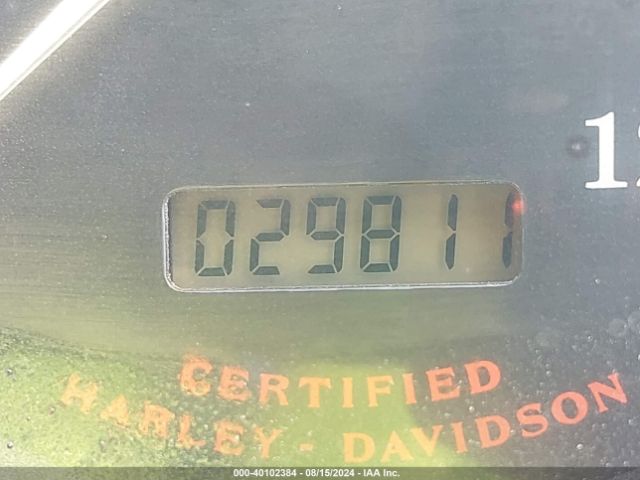 029811
CERTIFIED
HARLEY - DAVIDSON
000-40102384 - 08/15/2024 - IAA Inc.